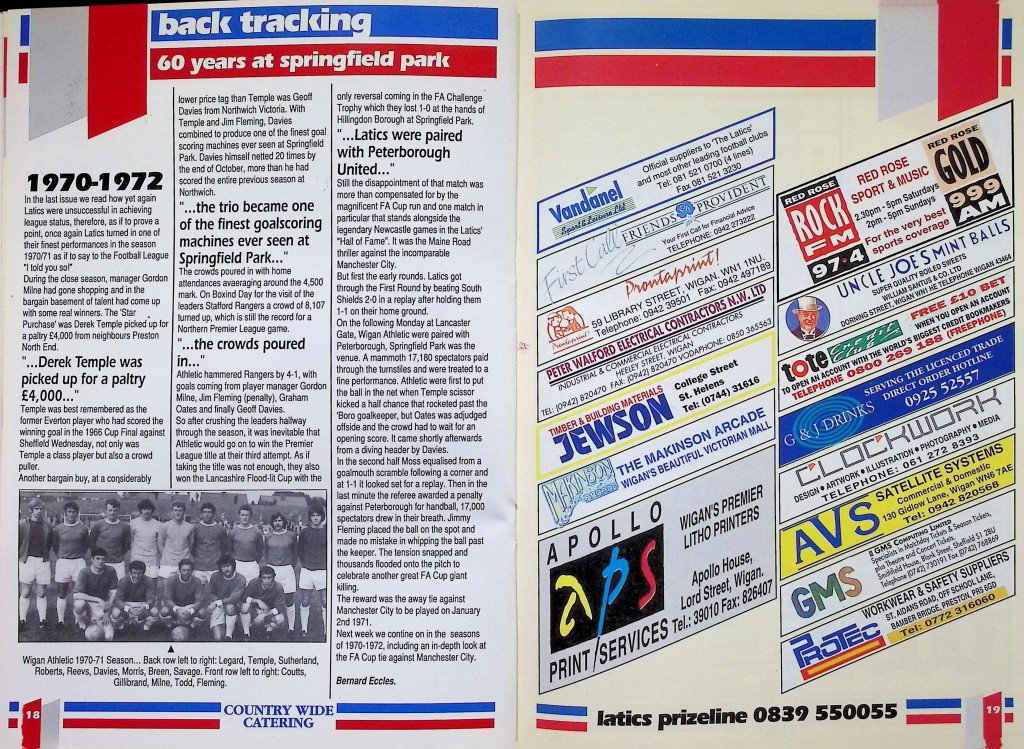 back tracking
60 years at springfield park
1970-1972
In the last issue we read how yet again
Latics were unsuccessful in achieving
league status, therefore, as if to prove a
point, once again Latics turned in one of
their finest performances in the season
1970/71 as if to say to the Football League
"I told you so!"
During the close season, manager Gordon
Milne had gone shopping and in the
bargain basement of talent had come up
with some real winners. The 'Star
Purchase' was Derek Temple picked up for
a paltry £4,000 from neighbours Preston
North End.
"...Derek Temple was
picked up for a paltry
£4,000..."
Temple was best remembered as the
former Everton player who had scored the
winning goal in the 1966 Cup Final against
Sheffield Wednesday, not only was
Temple a class player but also a crowd
puller.
Another bargain buy, at a considerably
lower price tag than Temple was Geoff
Davies from Northwich Victoria. With
Temple and Jim Fleming, Davies
combined to produce one of the finest goal
scoring machines ever seen at Springfield
Park. Davies himself netted 20 times by
the end of October, more than he had
scored the entire previous season at
Northwich.
"...the trio became one
of the finest goalscoring
machines ever seen at
Springfield Park..."
The crowds poured in with home
attendances avaeraging around the 4,500
mark. On Boxind Day for the visit of the
leaders Stafford Rangers a crowd of 8,107
turned up, which is still the record for a
Northern Premier League game.
"...the crowds poured
in..."
Athletic hammered Rangers by 4-1, with
goals coming from player manager Gordon
Milne, Jim Fleming (penalty), Graham
Oates and finally Geoff Davies.
So after crushing the leaders hallway
through the season, it was inevitable that
Athletic would go on to win the Premier
League title at their third attempt. As if
taking the title was not enough, they also
won the Lancashire Flood-lit Cup with the
only reversal coming in the FA Challenge
Trophy which they lost 1-0 at the hands of
Hillingdon Borough at Springfield Park.
"...Latics were paired
with Peterborough
United..."
Still the disappointment of that match was
more than compensated for by the
magnificent FA Cup run and one match in
particular that stands alongside the
legendary Newcastle games in the Latics'
"Hall of Fame". It was the Maine Road
thriller against the incomparable
Manchester City.
But first the early rounds. Latics got
through the First Round by beating South
Shields 2-0 in a replay after holding them
1-1 on their home ground.
On the following Monday at Lancaster
Gate, Wigan Athletic were paired with
Peterborough, Springfield Park was the
venue. A mammoth 17,180 spectators paid
through the turnstiles and were treated to a
fine performance. Athletic were first to put
the ball in the net when Temple scissor
kicked a half chance that rocketed past the
'Boro goalkeeper, but Oates was adjudged
offside and the crowd had to wait for an
opening score. It came shortly afterwards
from a diving header by Davies.
In the second half Moss equalised from a
goalmouth scramble following a corner and
at 1-1 it looked set for a replay. Then in the
last minute the referee awarded a penalty
against Peterborough for handball, 17,000
spectators drew in their breath. Jimmy
Fleming placed the ball on the spot and
made no mistake in whipping the ball past
the keeper. The tension snapped and
thousands flooded onto the pitch to
celebrate another great FA Cup giant
killing.
The reward was the away tie against
Manchester City to be played on January
2nd 1971.
Next week we contine on in the seasons
of 1970-1972, including an in-depth look at
the FA Cup tie against Manchester City.
Bernard Eccles.
Wigan Athletic 1970-71 Season... Back row left to right: Legard, Temple, Sutherland,
Roberts, Reevs, Davies, Morris, Breen, Savage. Front row left to right: Coutts,
Gillibrand, Milne, Todd, Fleming.
18
COUNTRY WIDE
CATERING
Vandanel
Sport & Leisure Ltd
Official suppliers to 'The Latics'
and most other leading football clubs
Tel: 081 521 0700 (4 lines)
Fax 081 521 3230
First Call
FRIENDS PROVIDENT
Your First Call for Financial Advice
TELEPHONE: 0942 273222
Prontaprint!
Prontaprint!
59 LIBRARY STREET, WIGAN, WN1 1NU.
Telephone: 0942 39501 Fax: 0942 497189
PETER WALFORD ELECTRICAL CONTRACTORS N.W. LTD
INDUSTRIAL & COMMERCIAL ELECTRICAL CONTRACTORS
TEL: (0942) 82047O FAX: (0942) 820470 VODAPHONE: 0850 365563
TIMBER & BUILDING MATERIALS
JEWSON
College Street
St. Helens
Tel: (0744) 31616
MAKINSON
THE MAKINSON ARCADE
WIGAN'S BEAUTIFUL VICTORIAN MALL
APOLLO
aps
PRINT/SERVICES
WIGAN'S PREMIER
LITHO PRINTERS
Apollo House,
Lord Street, Wigan.
Tel.: 39010 Fax: 826407
RED ROSE
ROCK
FM
97·4
RED ROSE
SPORT & MUSIC
2.30pm - 6pm Saturdays
2pm - 5pm Sundays
For the very best
sports coverage
RED ROSE
GOLD
999
AM
UNCLE JOE'S MINT BALLS
SUPER QUALITY BOILED SWEETS
WILLIAM SANTUS & CO. LTD
DORNING STREET, WIGAN WN1 HE TELEPHONE WIGAN 43464
tote
credit
FREE £10 BET
WHEN YOU OPEN AN ACCOUNT
TO OPEN AN ACCOUNT WITH THE WORLD'S BIGGEST CREDIT BOOKMAKERS
TELEPHONE 0800 269 188 (FREEPHONE)
G & J DRINKS
SERVING THE LICENCED TRADE
DIRECT ORDER HOTLINE
0925 52557
CLOCKWORK
DESIGN • ARTWORK • ILLUSTRATION • PHOTOGRAPHY • MEDIA
TELEPHONE: 061 272 8393
AVS
SATELLITE SYSTEMS
Commercial & Domestic
130 Gidlow Lane, Wigan WN6 7AE
Tel: 0942 820568
GMS
GMS COMPUTING LIMITED
Specialists in Matchday Tickets & Season Tickets,
plus Theatre and Concert Tickets.
Smithfield House, Blonk Street, Sheffield S1 2BU
Telephone (0742) 730191 Fax (0742) 768869
PROTEC
WORKWEAR & SAFETY SUPPLIERS
ST. AIDANS ROAD, OFF SCHOOL LANE,
BAMBER BRIDGE, PRESTON, PR5 6GD
Tel: 0772 316060
latics prizeline 0839 550055
19